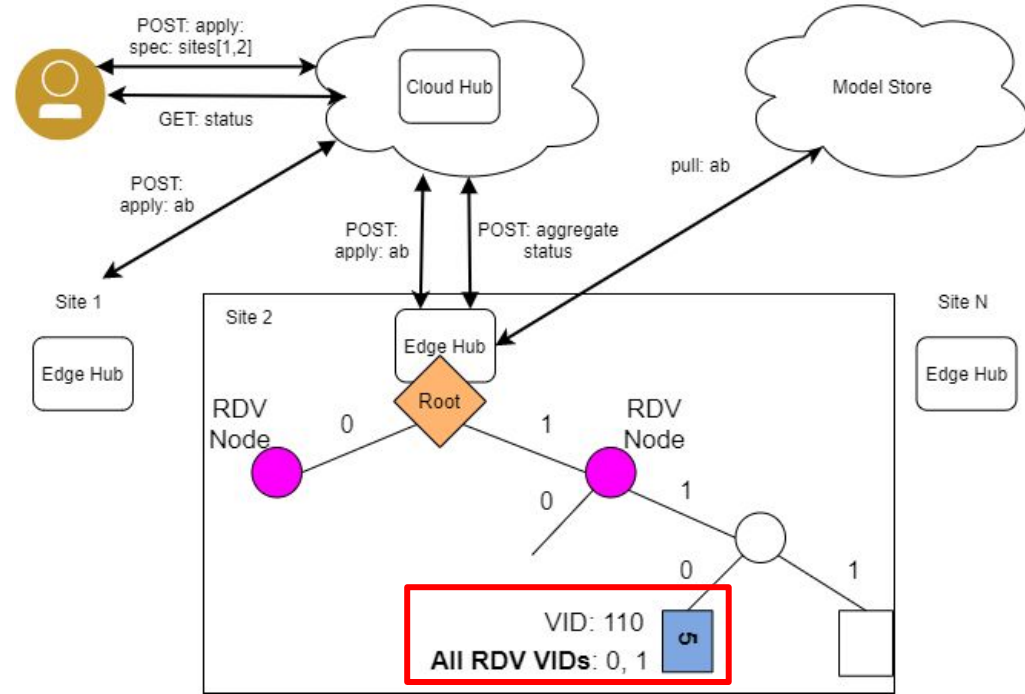 POST: apply:
spec: sites[1,2]
GET: status
Cloud Hub
Model Store
POST:
apply: ab
pull: ab
POST:
apply: ab
POST: aggregate
status
Site 1
Edge Hub
Site 2
Edge Hub
Site N
Edge Hub
Root
RDV
Node
0
1
RDV
Node
0
1
0
1
VID: 110
All RDV VIDs: 0, 1
5